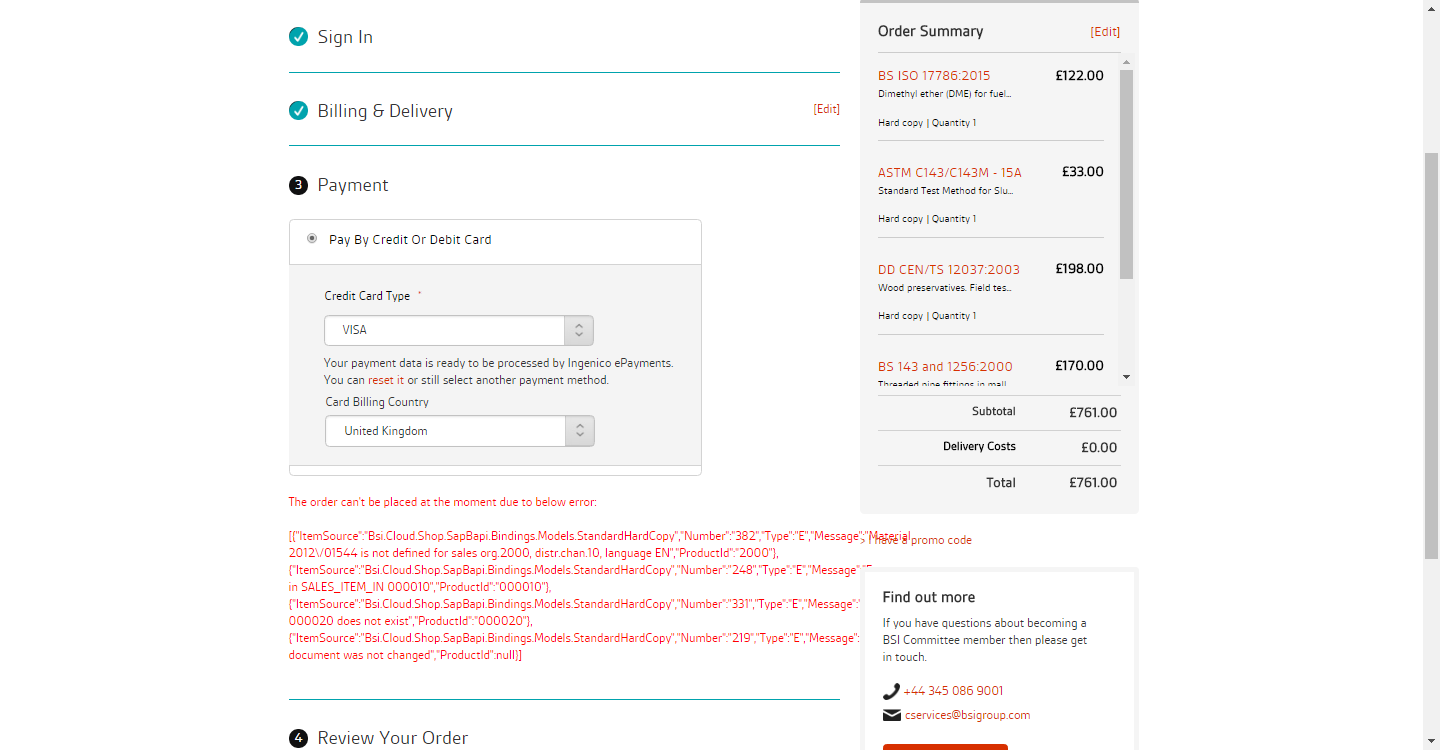 Sign In
Billing & Delivery
[Edit]
3
Payment
Pay By Credit Or Debit Card
Credit Card Type *
VISA
Your payment data is ready to be processed by Ingenico ePayments.
You can reset it or still select another payment method.
Card Billing Country
United Kingdom
The order can't be placed at the moment due to below error:
[{"ItemSource":"Bsi.Cloud.Shop.SapBapi.Bindings.Models.StandardHardCopy","Number":"382","Type":"E","Message":"Material
2012\/01544 is not defined for sales org.2000, distr.chan.10, language EN","ProductId":"2000"},
{"ItemSource":"Bsi.Cloud.Shop.SapBapi.Bindings.Models.StandardHardCopy","Number":"248","Type":"E","Message":"
in SALES_ITEM_IN 000010","ProductId":"000010"},
{"ItemSource":"Bsi.Cloud.Shop.SapBapi.Bindings.Models.StandardHardCopy","Number":"331","Type":"E","Message":"
000020 does not exist","ProductId":"000020"},
{"ItemSource":"Bsi.Cloud.Shop.SapBapi.Bindings.Models.StandardHardCopy","Number":"219","Type":"E","Message":
document was not changed","ProductId":null}]
4
Review Your Order
Order Summary
[Edit]
BS ISO 17786:2015
£122.00
Dimethyl ether (DME) for fuel...
Hard copy | Quantity 1
ASTM C143/C143M - 15A
£33.00
Standard Test Method for Slu...
Hard copy | Quantity 1
DD CEN/TS 12037:2003
£198.00
Wood preservatives. Field tes...
Hard copy | Quantity 1
BS 143 and 1256:2000
£170.00
Threaded pipe fittings in mall
Subtotal
£761.00
Delivery Costs
£0.00
Total
£761.00
> I have a promo code
Find out more
If you have questions about becoming a
BSI Committee member then please get
in touch.
+44 345 086 9001
cservices@bsigroup.com